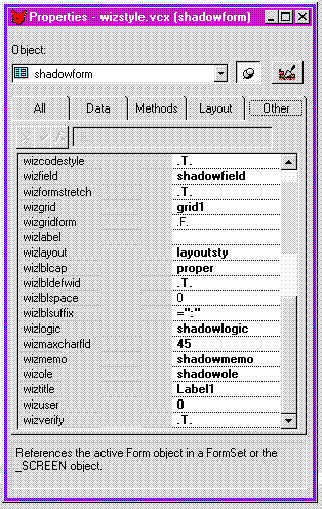 Properties - wizstyle.vcx (shadowform)
Object:
shadowform
All Data Methods Layout Other
wizcodestyle .T.
wizfield shadowfield
wizformstretch .T.
wizgrid grid1
wizgridform .F.
wizlabel
wizlayout layoutsty
wizlblcap proper
wizlbldefwid .T.
wizlblspace 0
wizlblsuffix =":"
wizlogic shadowlogic
wizmaxcharfld 45
wizmemo shadowmemo
wizole shadowole
wiztitle Label1
wizuser 0
wizverify .T.
References the active Form object in a FormSet or the
_SCREEN object.